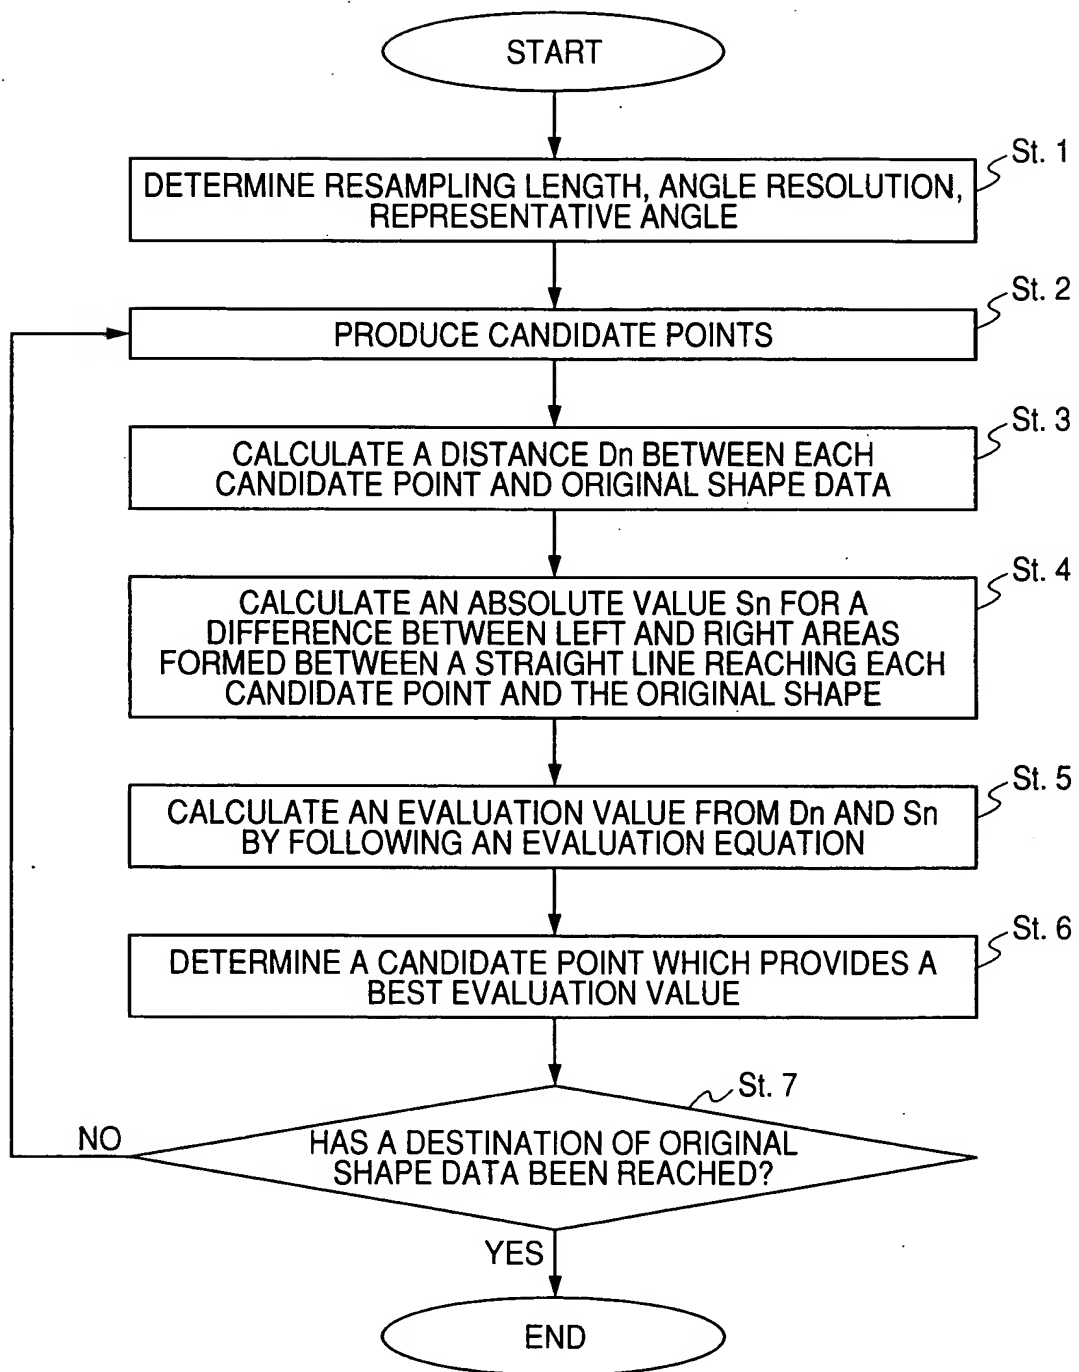 START
St. 1
DETERMINE RESAMPLING LENGTH, ANGLE RESOLUTION,
REPRESENTATIVE ANGLE
St. 2
PRODUCE CANDIDATE POINTS
St. 3
CALCULATE A DISTANCE Dn BETWEEN EACH
CANDIDATE POINT AND ORIGINAL SHAPE DATA
St. 4
CALCULATE AN ABSOLUTE VALUE Sn FOR A
DIFFERENCE BETWEEN LEFT AND RIGHT AREAS
FORMED BETWEEN A STRAIGHT LINE REACHING EACH
CANDIDATE POINT AND THE ORIGINAL SHAPE
St. 5
CALCULATE AN EVALUATION VALUE FROM Dn AND Sn
BY FOLLOWING AN EVALUATION EQUATION
St. 6
DETERMINE A CANDIDATE POINT WHICH PROVIDES A
BEST EVALUATION VALUE
St. 7
NO
HAS A DESTINATION OF ORIGINAL
SHAPE DATA BEEN REACHED?
YES
END